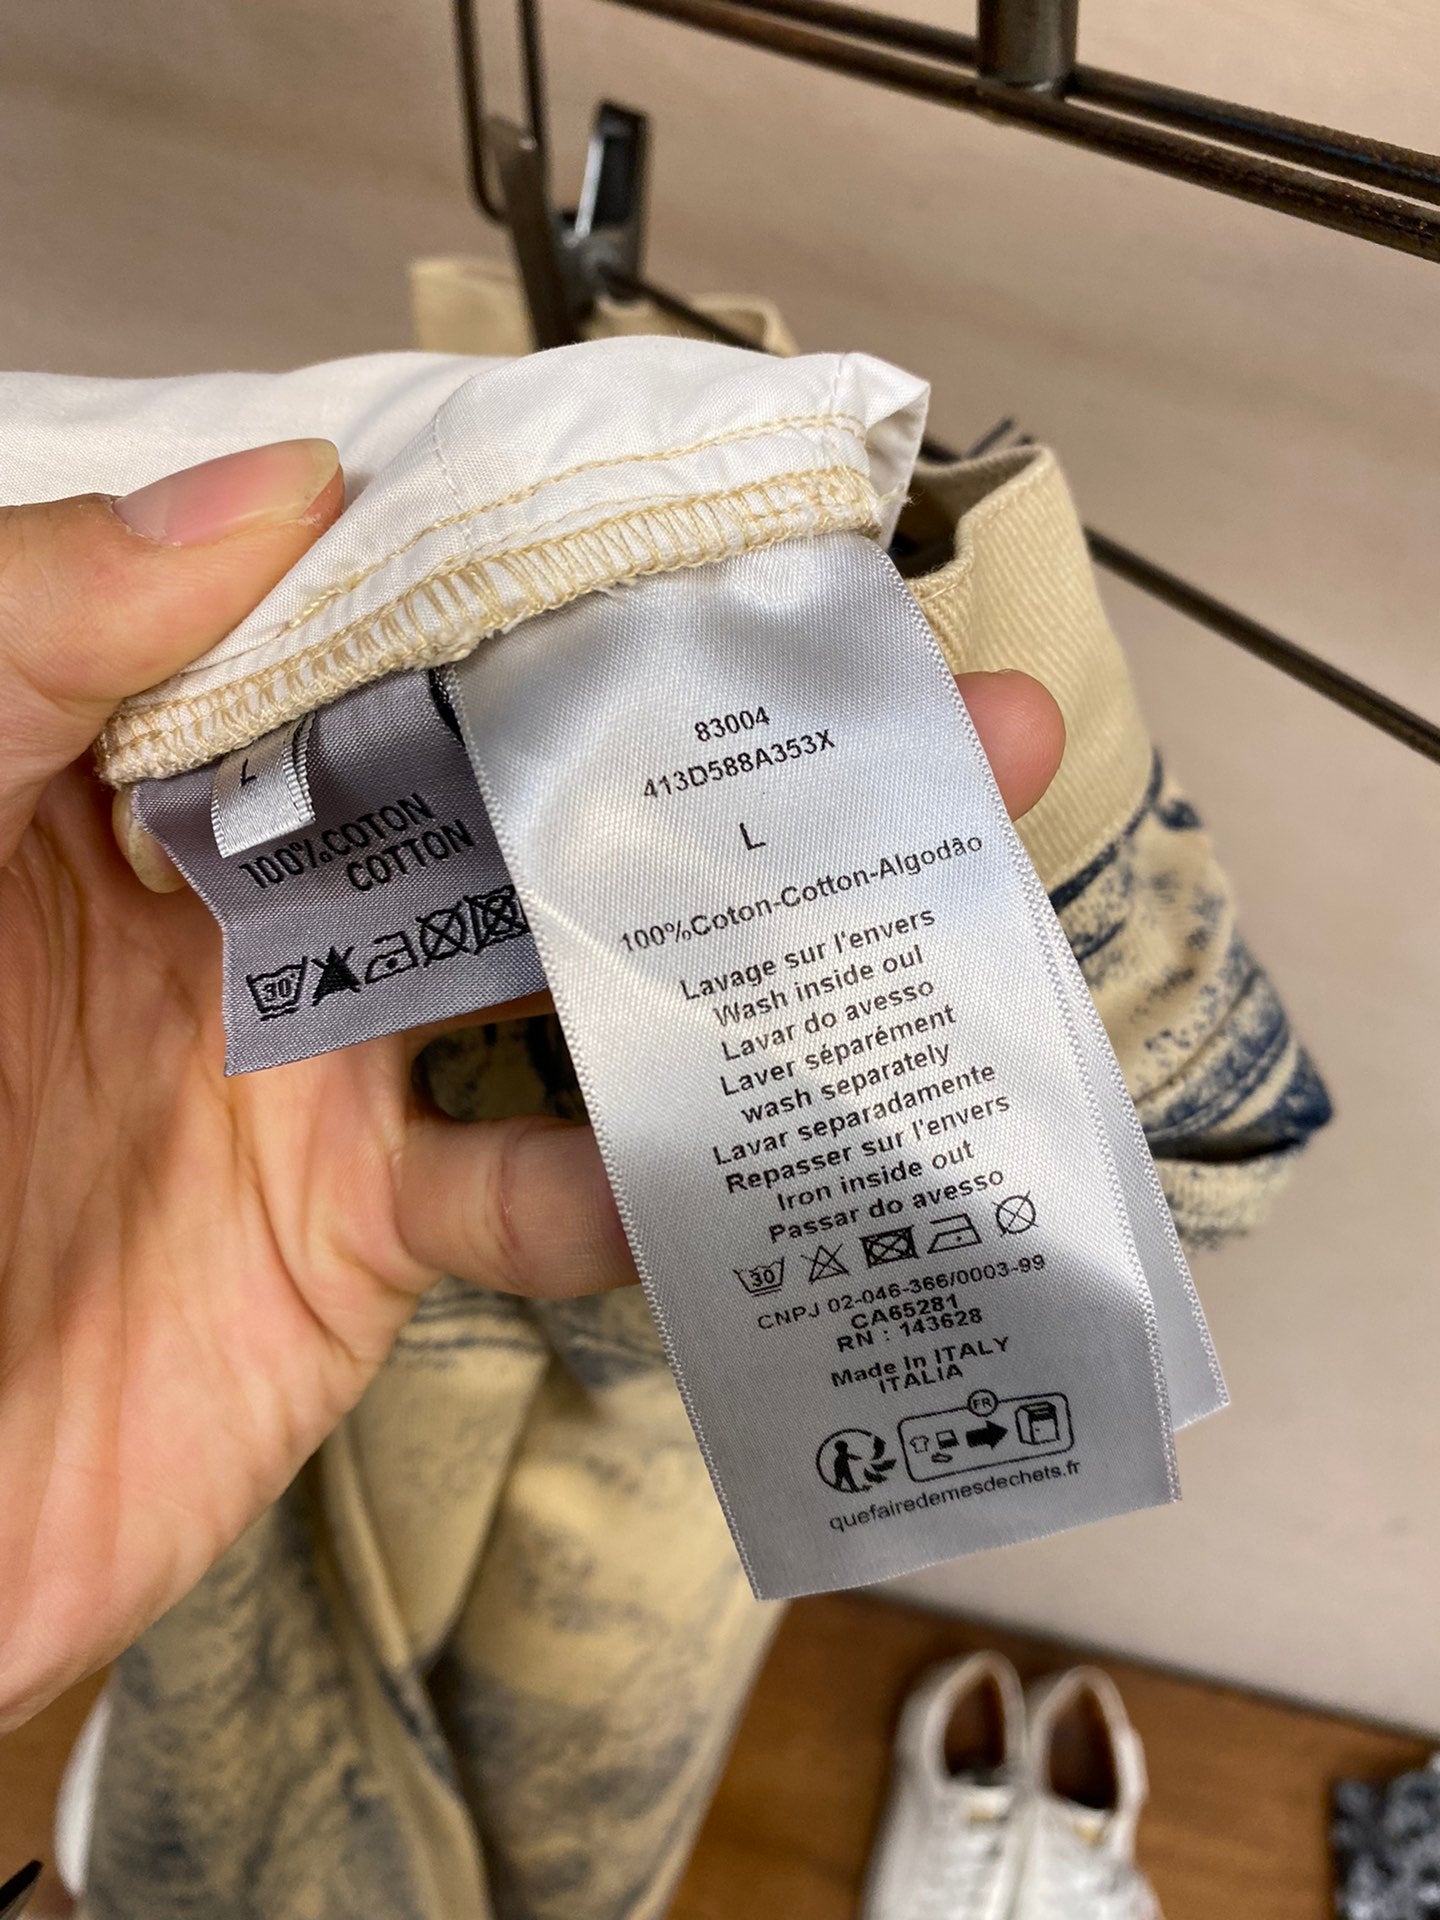 L
100%COTON
COTTON
30°
83004
413D588A353X
L
100%Coton-Cotton-Algodão
Lavage sur l'envers
Wash inside oul
Lavar do avesso
Laver séparément
wash separately
Lavar separadamente
Repasser sur l'envers
Iron inside out
Passar do avesso
30
CNPJ 02-046-366/0003-99
CA65281
RN : 143628
Made In ITALY
ITALIA
FR
quefairedemesdechets.fr